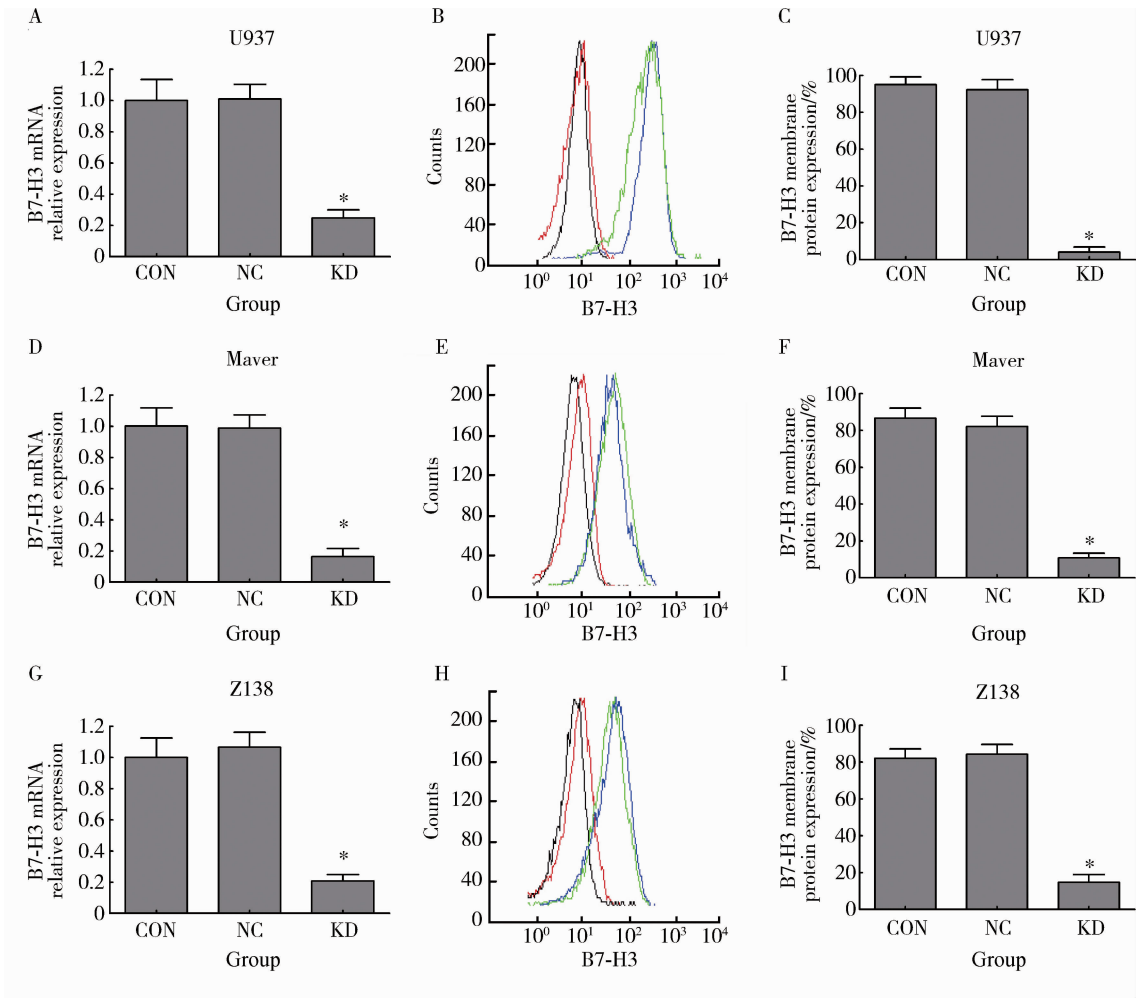 A
U937
B7-H3 mRNA
relative expression
1.2
1.0
0.8
0.6
0.4
0.2
0
*
CON NC KD
Group
B
Counts
220
160
120
80
40
0
10⁰ 10¹ 10² 10³ 10⁴
B7-H3
C
U937
B7-H3 membrane
protein expression/%
100
80
60
40
20
0
*
CON NC KD
Group
D
Maver
B7-H3 mRNA
relative expression
1.2
1.0
0.8
0.6
0.4
0.2
0
*
CON NC KD
Group
E
Counts
200
160
120
80
40
0
10⁰ 10¹ 10² 10³ 10⁴
B7-H3
F
Maver
B7-H3 membrane
protein expression/%
100
80
60
40
20
0
*
CON NC KD
Group
G
Z138
B7-H3 mRNA
relative expression
1.2
1.0
0.8
0.6
0.4
0.2
0
*
CON NC KD
Group
H
Counts
200
160
120
80
40
0
10⁰ 10¹ 10² 10³ 10⁴
B7-H3
I
Z138
B7-H3 membrane
protein expression/%
100
80
60
40
20
0
*
CON NC KD
Group